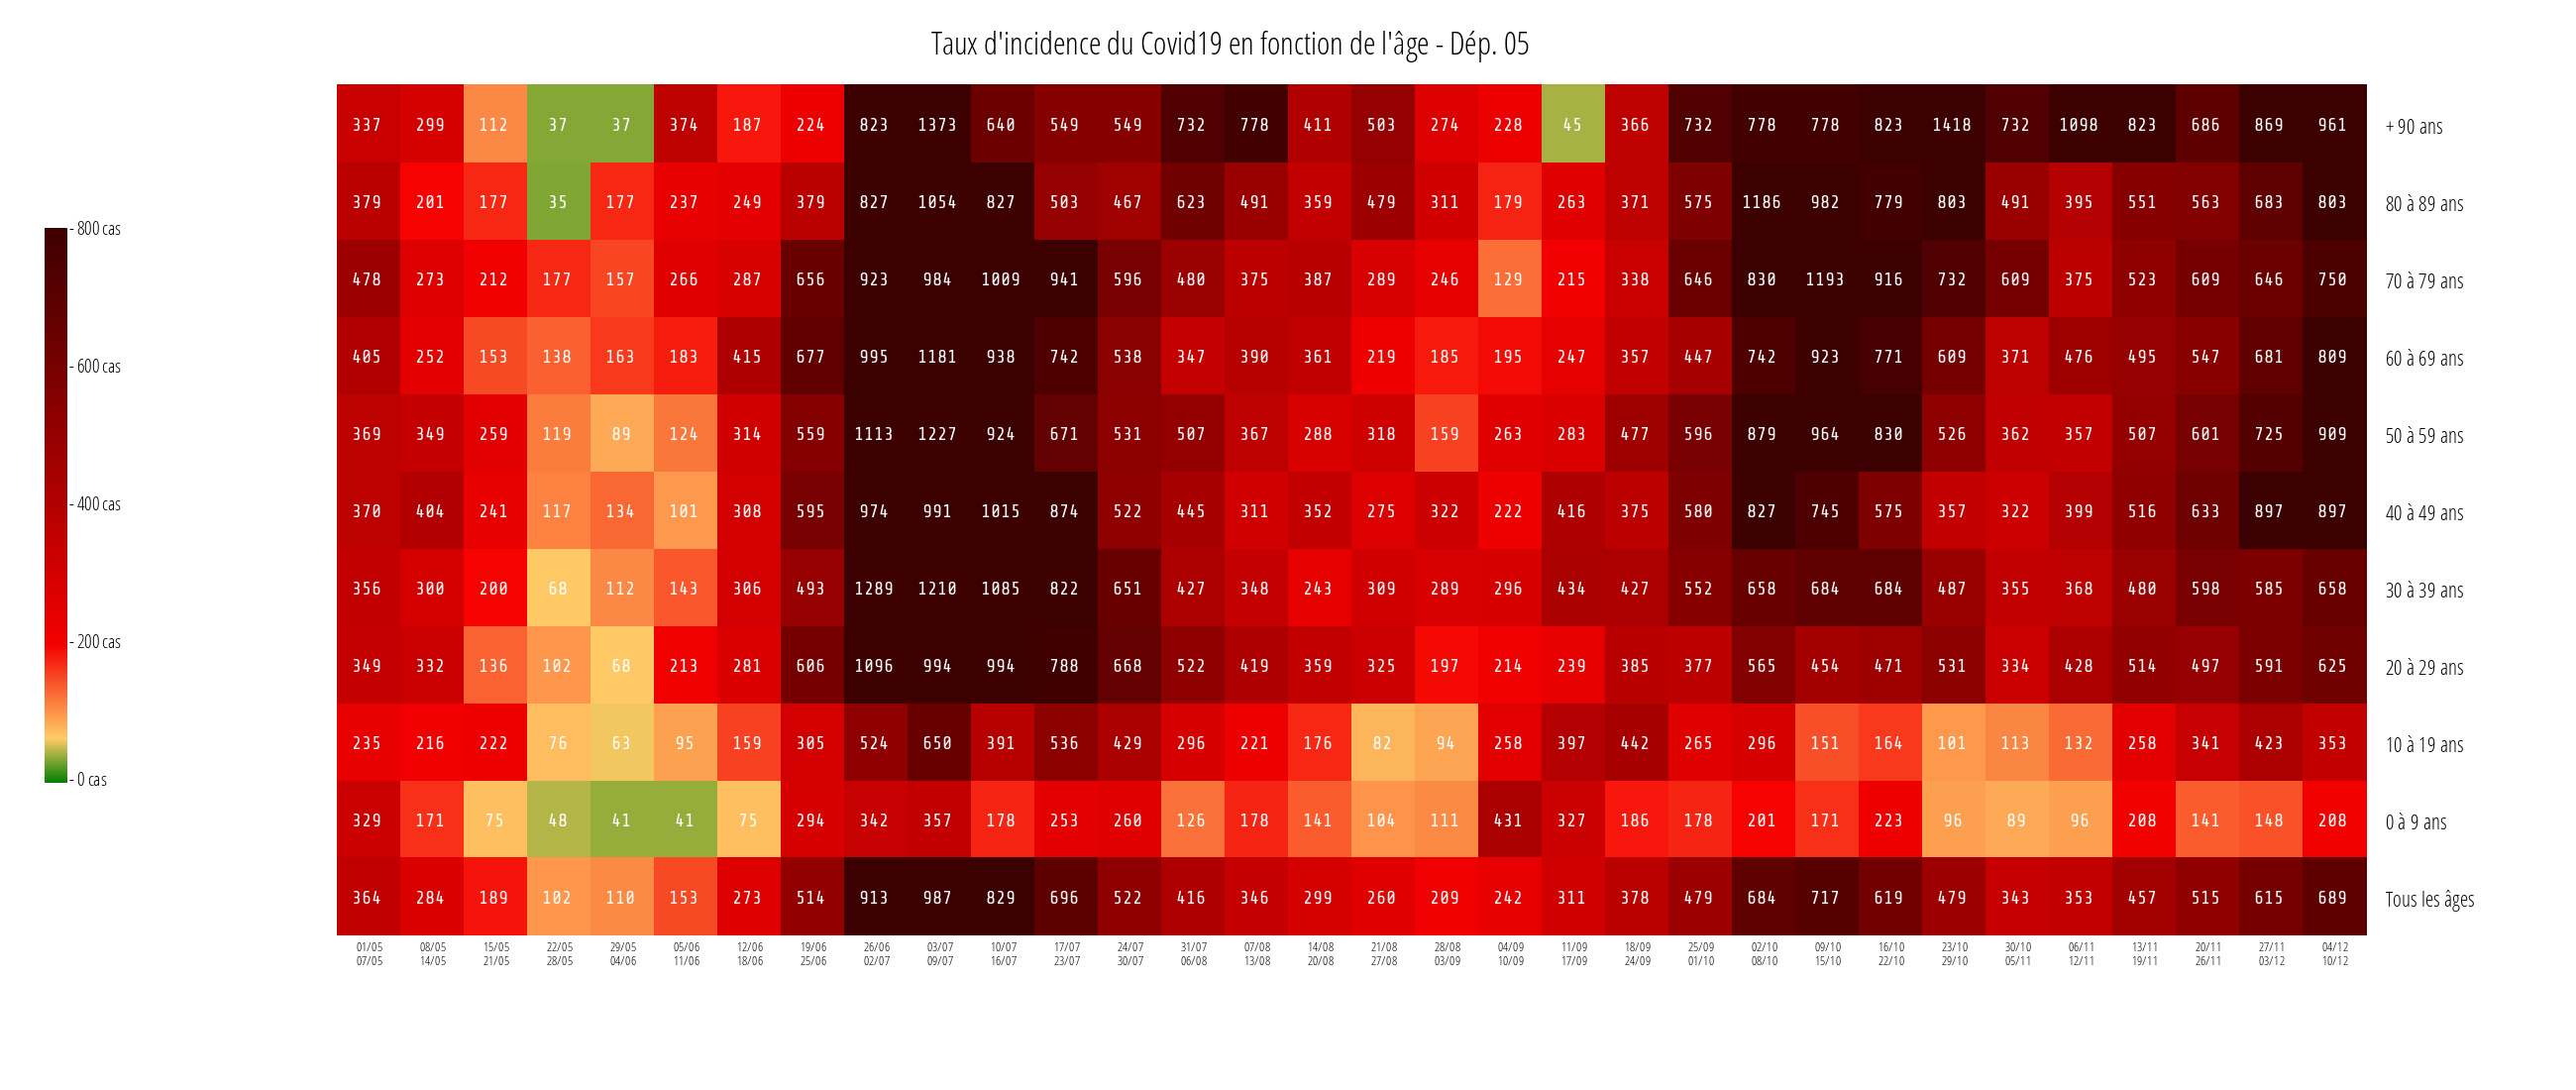 Taux d'incidence du Covid19 en fonction de l'âge - Dép. 05
- 800 cas
- 600 cas
- 400 cas
- 200 cas
- 0 cas
337 299 112 37 37 374 187 224 823 1373 640 549 549 732 778 411 503 274 228 45 366 732 778 778 823 1418 732 1098 823 686 869 961 + 90 ans
379 201 177 35 177 237 249 379 827 1054 827 503 467 623 491 359 479 311 179 263 371 575 1186 982 779 803 491 395 551 563 683 803 80 à 89 ans
478 273 212 177 157 266 287 656 923 984 1009 941 596 480 375 387 289 246 129 215 338 646 830 1193 916 732 609 375 523 609 646 750 70 à 79 ans
405 252 153 138 163 183 415 677 995 1181 938 742 538 347 390 361 219 185 195 247 357 447 742 923 771 609 371 476 495 547 681 809 60 à 69 ans
369 349 259 119 89 124 314 559 1113 1227 924 671 531 507 367 288 318 159 263 283 477 596 879 964 830 526 362 357 507 601 725 909 50 à 59 ans
370 404 241 117 134 101 308 595 974 991 1015 874 522 445 311 352 275 322 222 416 375 580 827 745 575 357 322 399 516 633 897 897 40 à 49 ans
356 300 200 68 112 143 306 493 1289 1210 1085 822 651 427 348 243 309 289 296 434 427 552 658 684 684 487 355 368 480 598 585 658 30 à 39 ans
349 332 136 102 68 213 281 606 1096 994 994 788 668 522 419 359 325 197 214 239 385 377 565 454 471 531 334 428 514 497 591 625 20 à 29 ans
235 216 222 76 63 95 159 305 524 650 391 536 429 296 221 176 82 94 258 397 442 265 296 151 164 101 113 132 258 341 423 353 10 à 19 ans
329 171 75 48 41 41 75 294 342 357 178 253 260 126 178 141 104 111 431 327 186 178 201 171 223 96 89 96 208 141 148 208 0 à 9 ans
364 284 189 102 110 153 273 514 913 987 829 696 522 416 346 299 260 209 242 311 378 479 684 717 619 479 343 353 457 515 615 689 Tous les âges
01/05 08/05 15/05 22/05 29/05 05/06 12/06 19/06 26/06 03/07 10/07 17/07 24/07 31/07 07/08 14/08 21/08 28/08 04/09 11/09 18/09 25/09 02/10 09/10 16/10 23/10 30/10 06/11 13/11 20/11 27/11 04/12
07/05 14/05 21/05 28/05 04/06 11/06 18/06 25/06 02/07 09/07 16/07 23/07 30/07 06/08 13/08 20/08 27/08 03/09 10/09 17/09 24/09 01/10 08/10 15/10 22/10 29/10 05/11 12/11 19/11 26/11 03/12 10/12